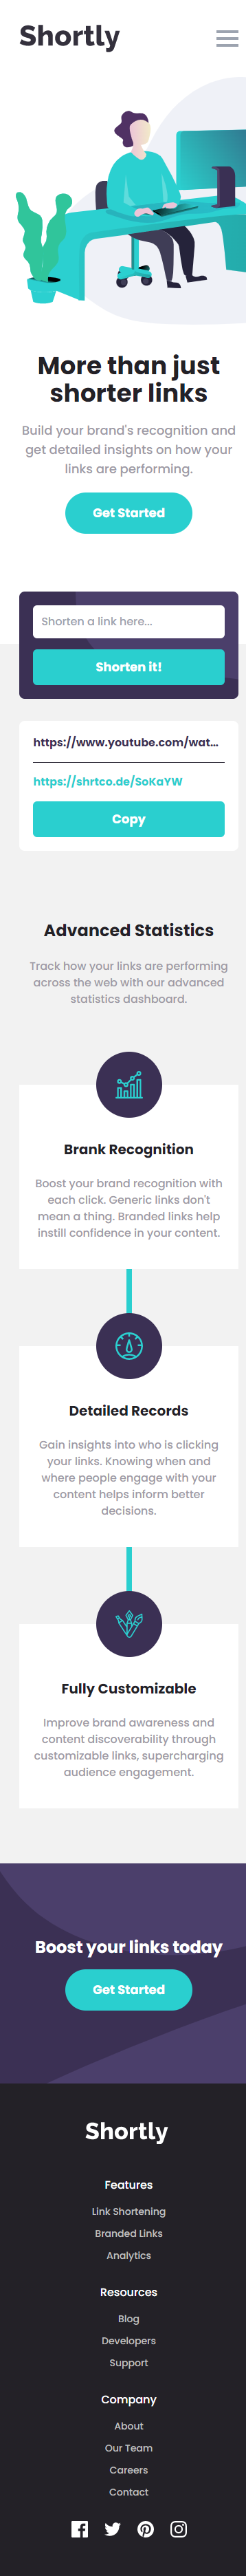 Shortly
More than just
shorter links
Build your brand's recognition and
get detailed insights on how your
links are performing.
Get Started
Shorten a link here...
Shorten it!
https://www.youtube.com/wat...
https://shrtco.de/SoKaYW
Copy
Advanced Statistics
Track how your links are performing
across the web with our advanced
statistics dashboard.
Brank Recognition
Boost your brand recognition with
each click. Generic links don't
mean a thing. Branded links help
instill confidence in your content.
Detailed Records
Gain insights into who is clicking
your links. Knowing when and
where people engage with your
content helps inform better
decisions.
Fully Customizable
Improve brand awareness and
content discoverability through
customizable links, supercharging
audience engagement.
Boost your links today
Get Started
Shortly
Features
Link Shortening
Branded Links
Analytics
Resources
Blog
Developers
Support
Company
About
Our Team
Careers
Contact